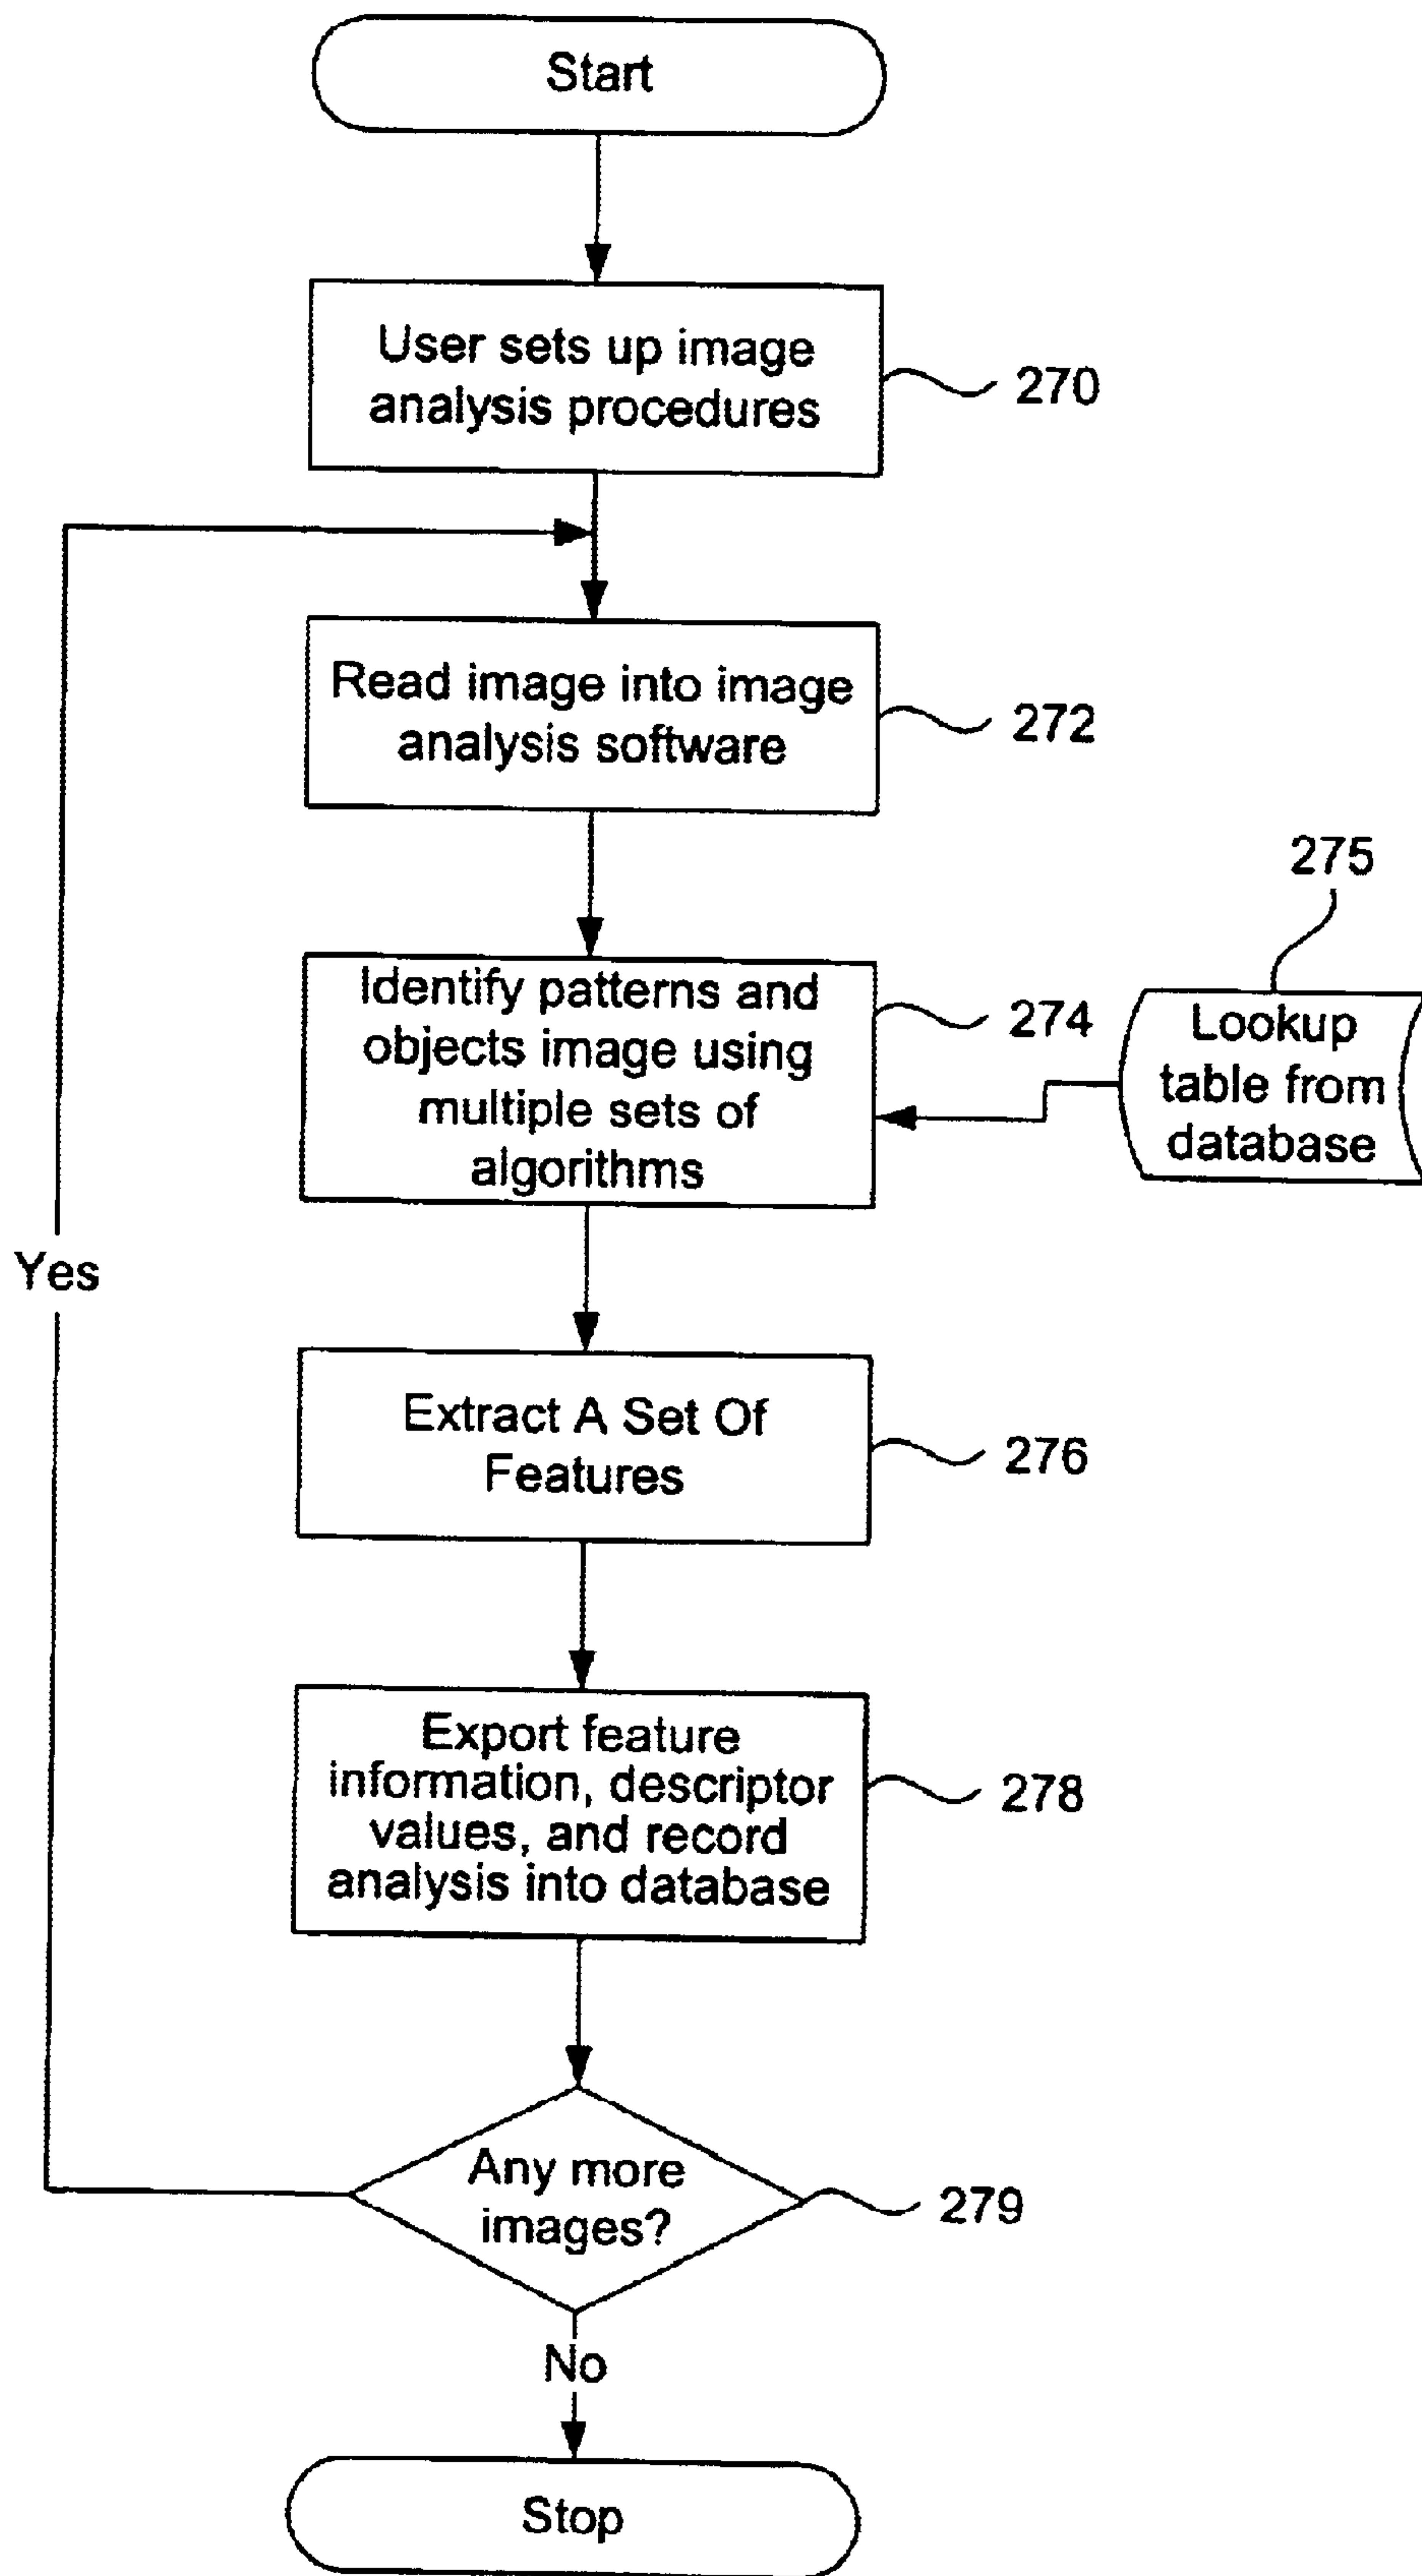 Start
User sets up image
analysis procedures
270
Read image into image
analysis software
272
275
Identify patterns and
objects image using
multiple sets of
algorithms
274
Lookup
table from
database
Yes
Extract A Set Of
Features
276
Export feature
information, descriptor
values, and record
analysis into database
278
Any more
images?
279
No
Stop